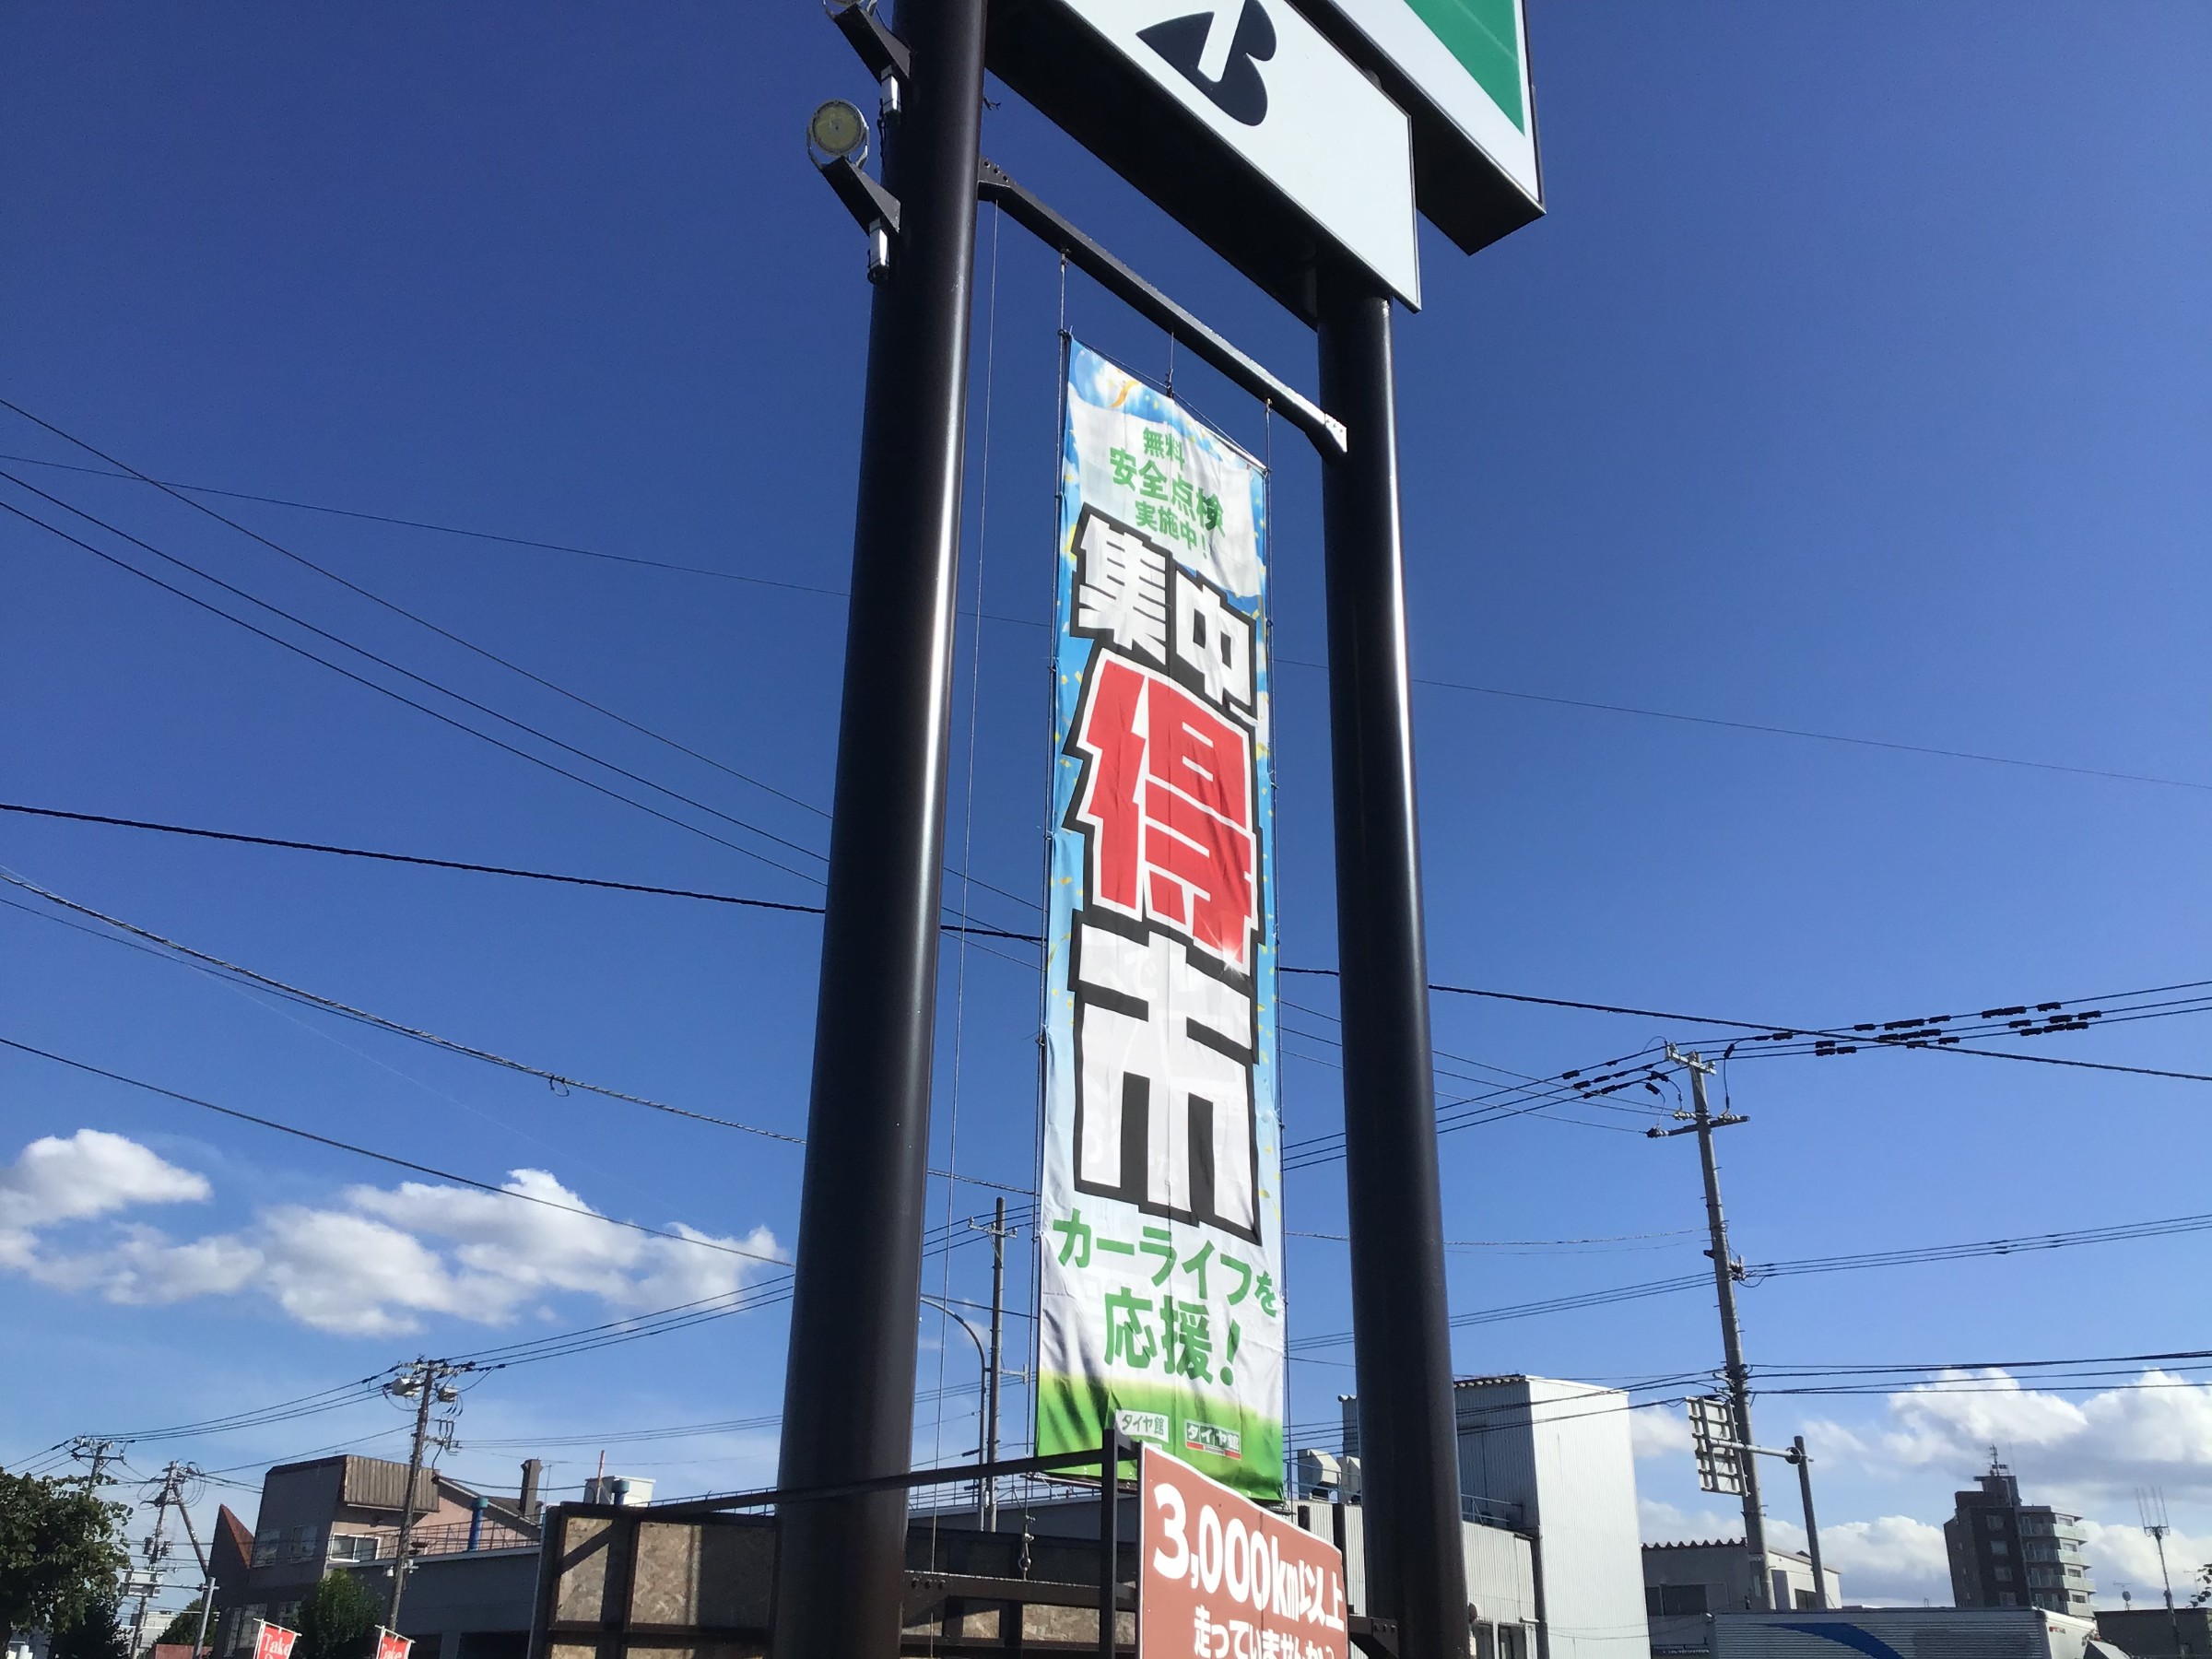 無料
安全点検
実施中!
集中
得
市
カーライフを
応援!
タイヤ館
タイヤ館
3,000km以上
走っていませんか?
Take
Take